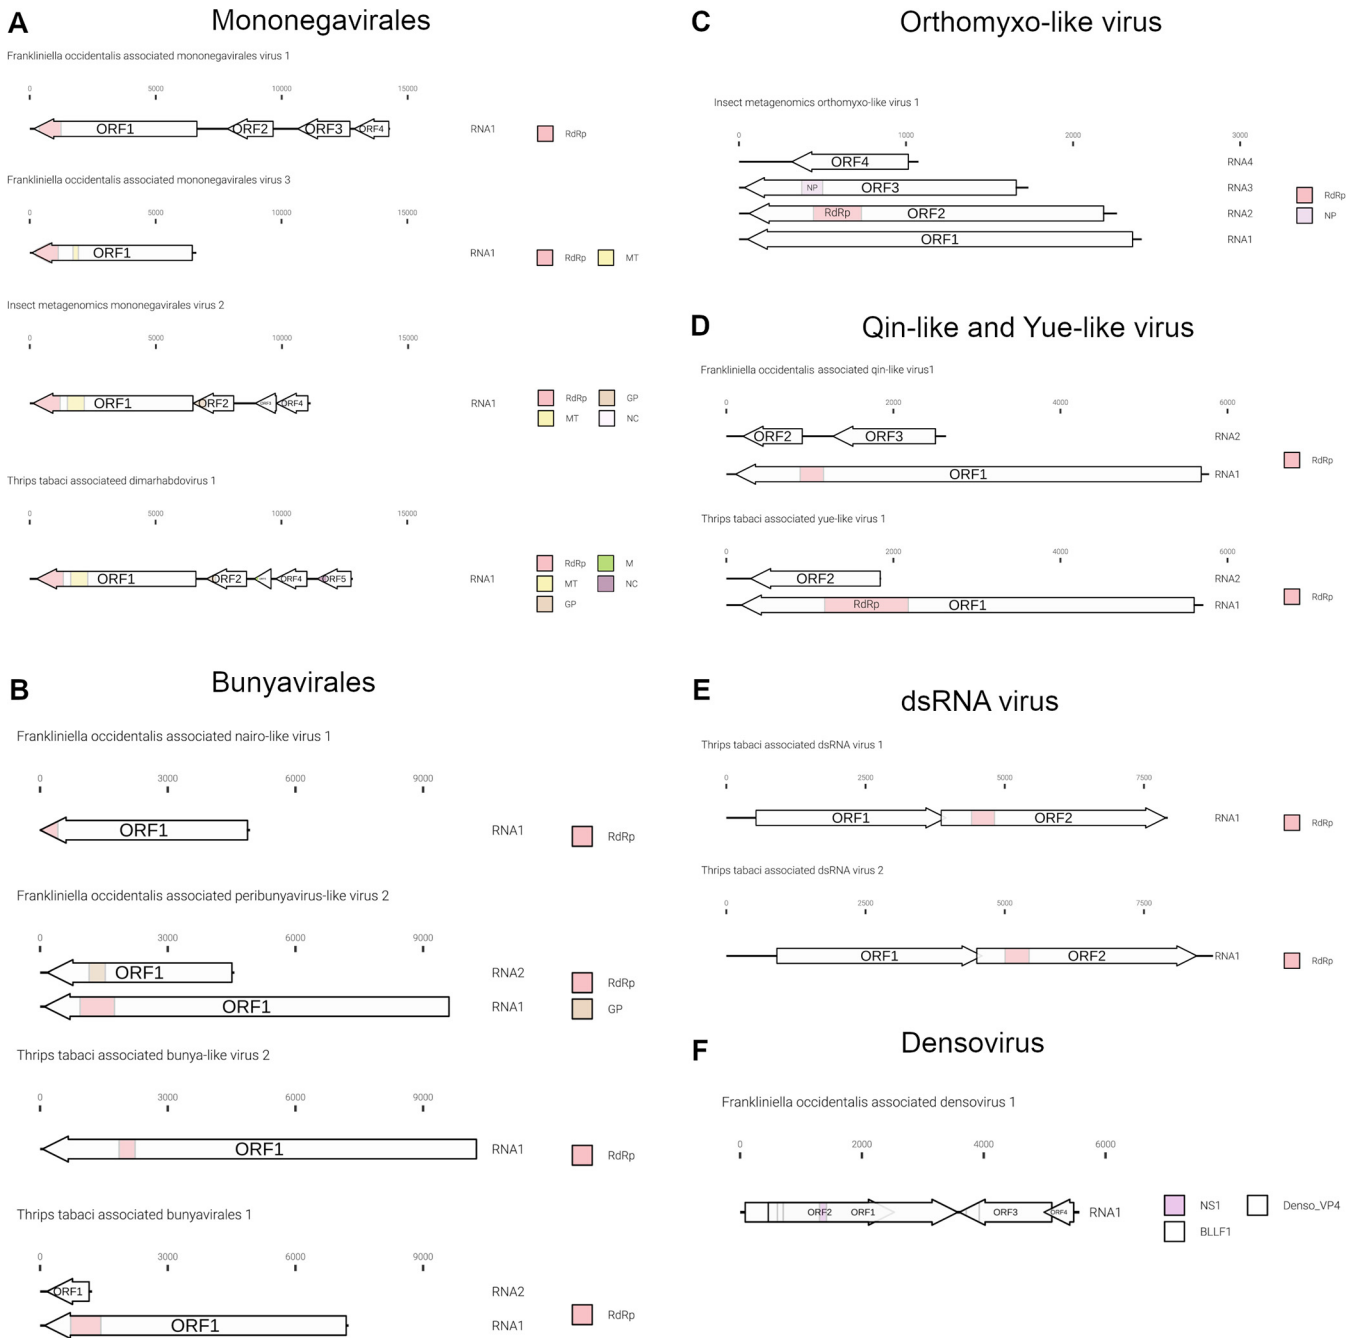 A
Mononegavirales
Frankliniella occidentalis associated mononegavirales virus 1
0 5000 10000 15000
ORF1 ORF2 ORF3 ORF4 RNA1
RdRp
Frankliniella occidentalis associated mononegavirales virus 3
0 5000 10000 15000
ORF1 RNA1
RdRp MT
Insect metagenomics mononegavirales virus 2
0 5000 10000 15000
ORF1 ORF2 ORF3 ORF4 RNA1
RdRp GP
MT NC
Thrips tabaci associateed dimarhabdovirus 1
0 5000 10000 15000
ORF1 ORF2 ORF4 ORF5 RNA1
RdRp M
MT NC
GP
B
Bunyavirales
Frankliniella occidentalis associated nairo-like virus 1
0 3000 6000 9000
ORF1 RNA1
RdRp
Frankliniella occidentalis associated peribunyavirus-like virus 2
0 3000 6000 9000
ORF1 RNA2
RdRp
ORF1 RNA1
GP
Thrips tabaci associated bunya-like virus 2
0 3000 6000 9000
ORF1 RNA1
RdRp
Thrips tabaci associated bunyavirales 1
0 3000 6000 9000
ORF1 RNA2
RdRp
ORF1 RNA1
C
Orthomyxo-like virus
Insect metagenomics orthomyxo-like virus 1
0 1000 2000 3000
ORF4 RNA4
NP ORF3 RNA3
RdRp
RdRp ORF2 RNA2
NP
ORF1 RNA1
D
Qin-like and Yue-like virus
Frankliniella occidentalis associated qin-like virus1
0 2000 4000 6000
ORF2 ORF3 RNA2
RdRp
ORF1 RNA1
Thrips tabaci associated yue-like virus 1
0 2000 4000 6000
ORF2 RNA2
RdRp
RdRp ORF1 RNA1
E
dsRNA virus
Thrips tabaci associated dsRNA virus 1
0 2500 5000 7500
ORF1 ORF2 RNA1
RdRp
Thrips tabaci associated dsRNA virus 2
0 2500 5000 7500
ORF1 ORF2 RNA1
RdRp
F
Densovirus
Frankliniella occidentalis associated densovirus 1
0 2000 4000 6000
ORF2 ORF1 ORF3 ORF4 RNA1
NS1 Denso_VP4
BLLF1